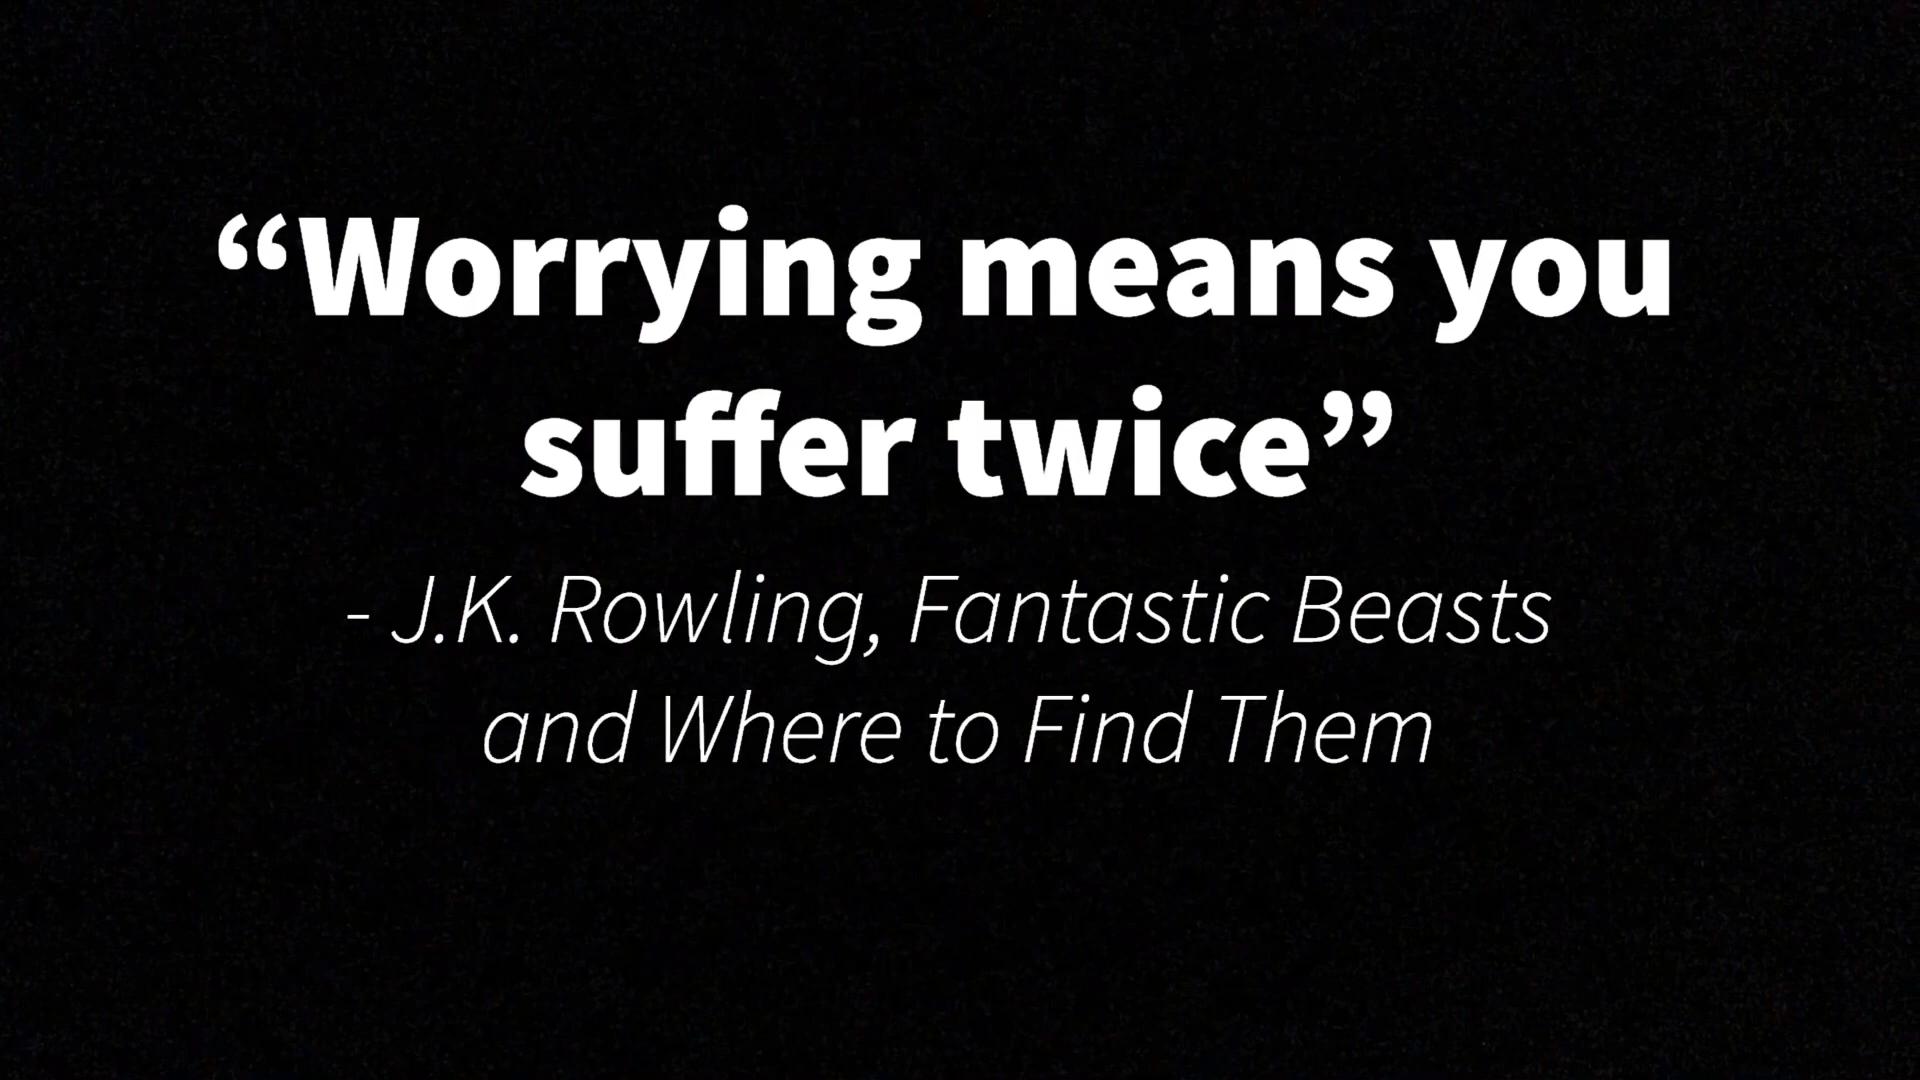 “Worrying means you
suffer twice”
- J.K. Rowling, Fantastic Beasts
and Where to Find Them